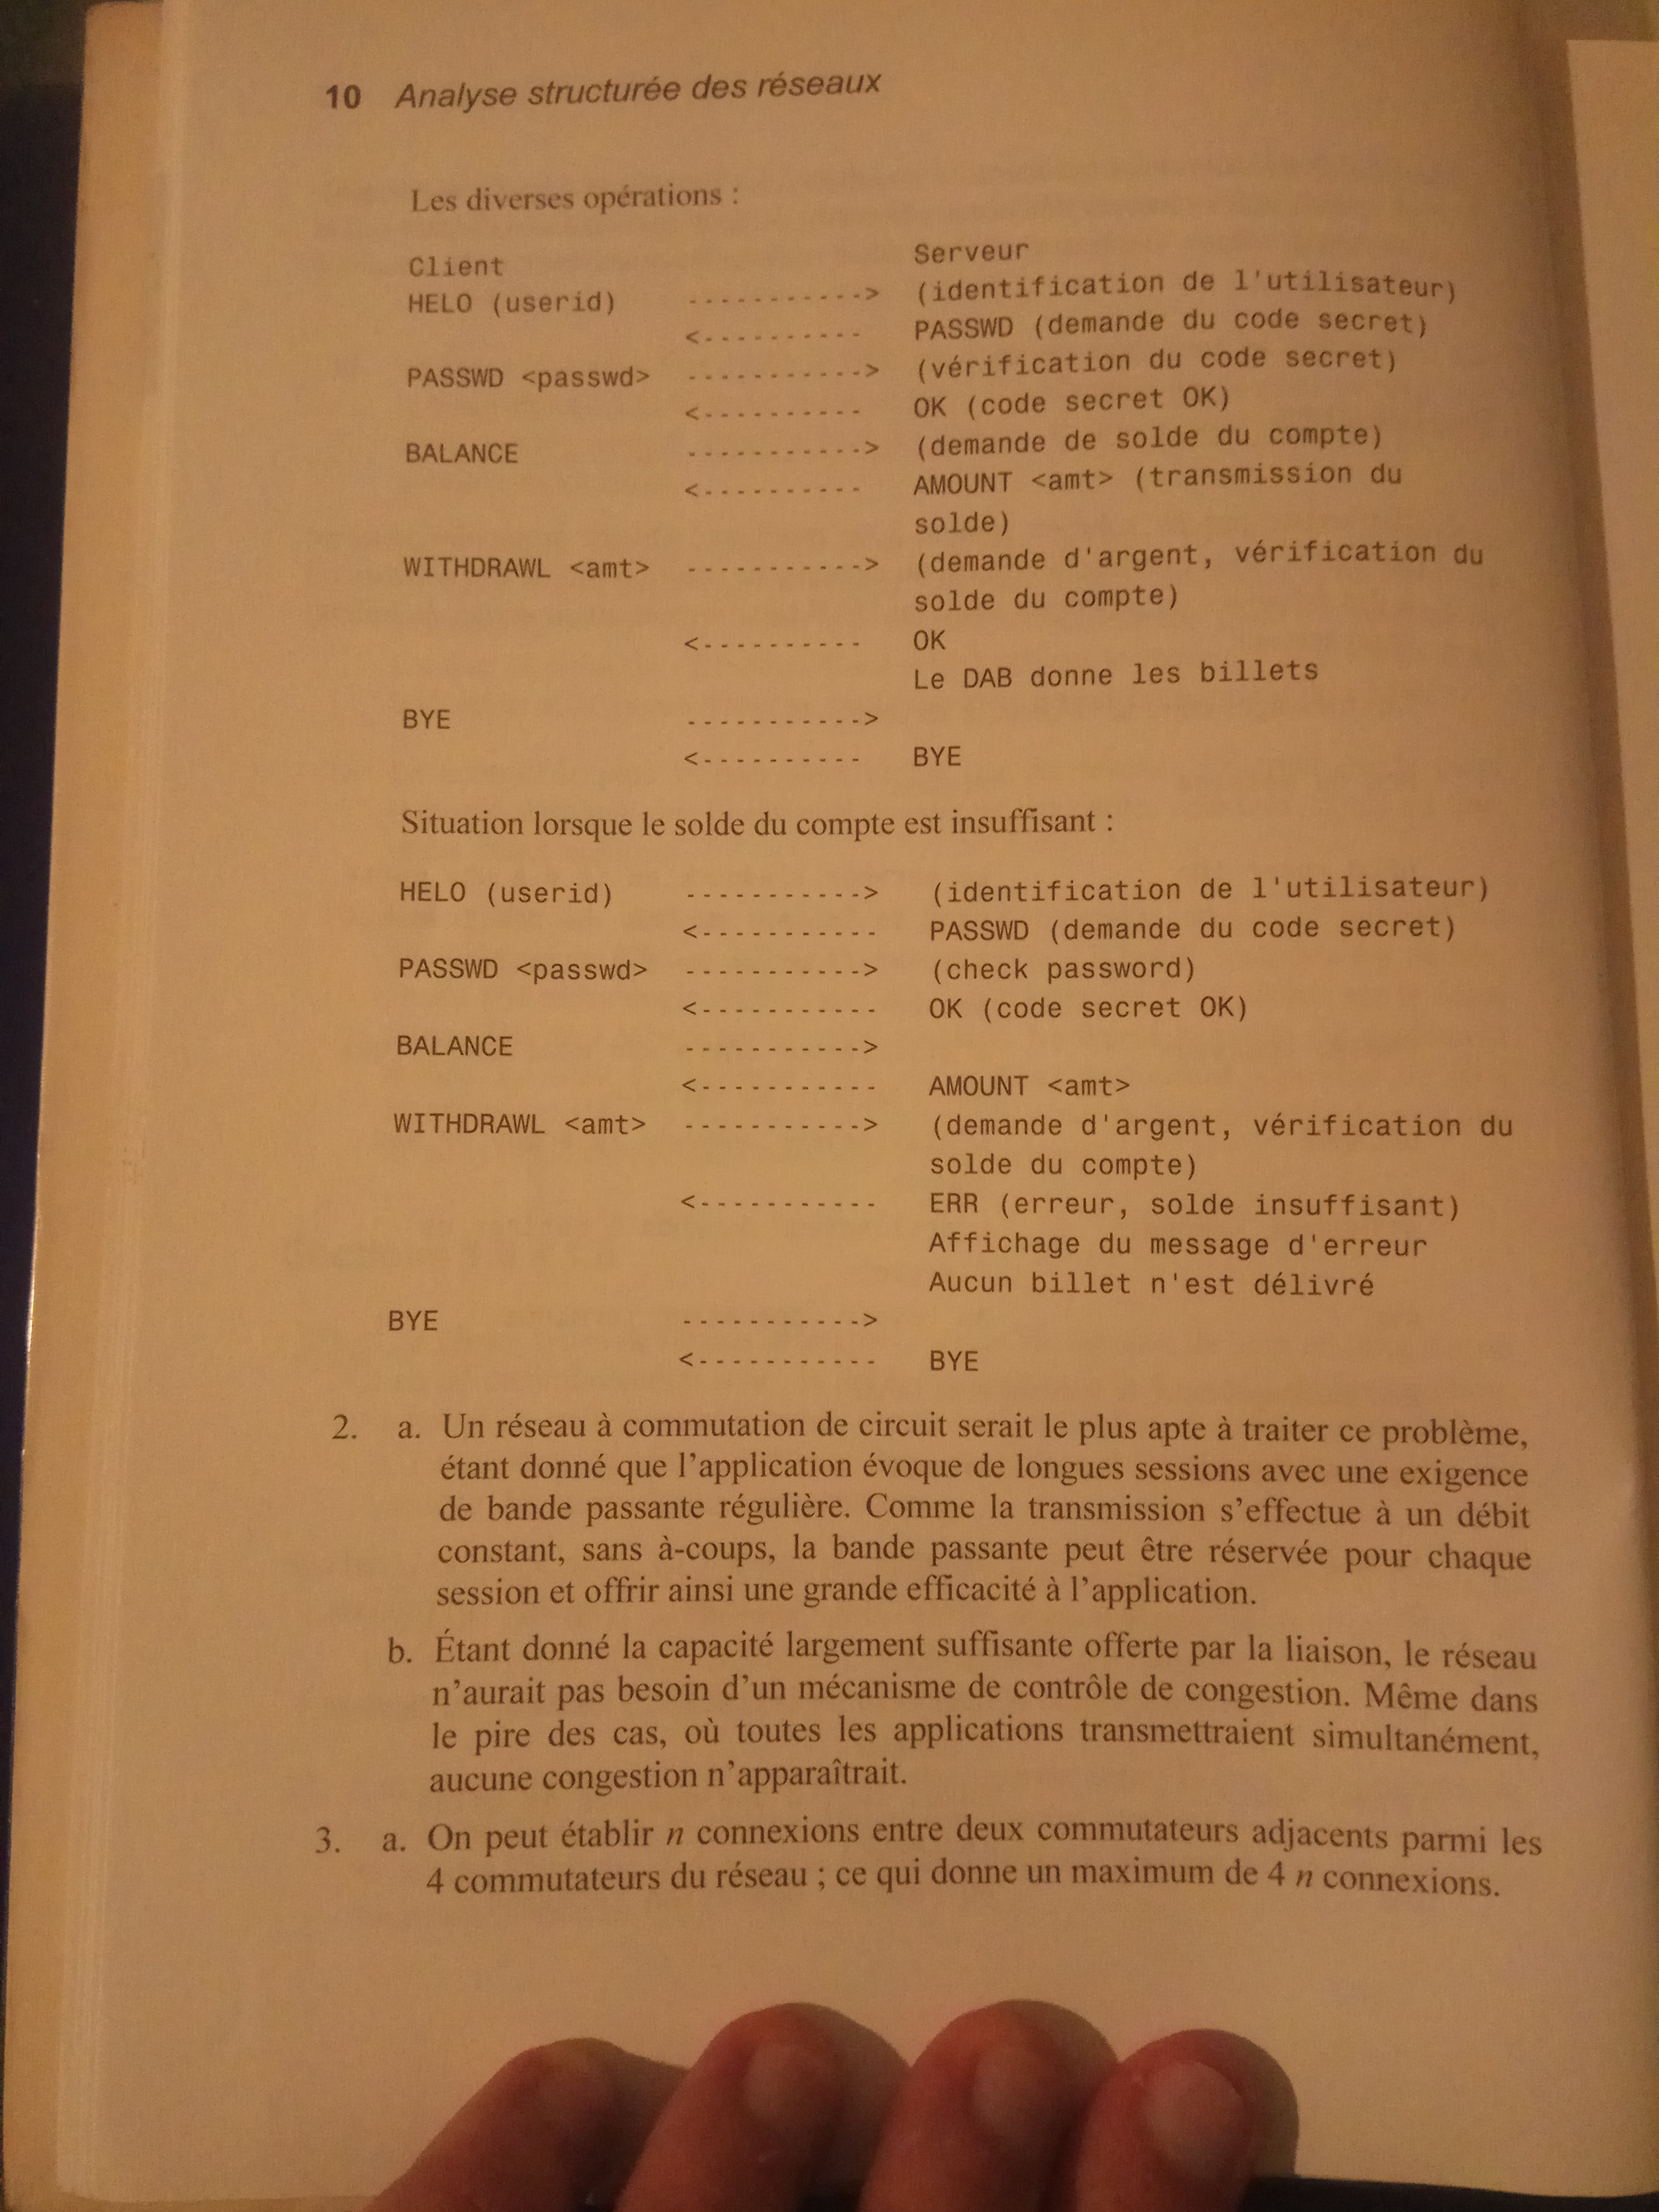 10 Analyse structurée des réseaux
Les diverses opérations :
Client Serveur
HELO (userid) -----------> (identification de l'utilisateur)
<---------- PASSWD (demande du code secret)
PASSWD <passwd> -----------> (vérification du code secret)
<---------- OK (code secret OK)
BALANCE -----------> (demande de solde du compte)
<---------- AMOUNT <amt> (transmission du
solde)
WITHDRAWL <amt> -----------> (demande d'argent, vérification du
solde du compte)
<---------- OK
Le DAB donne les billets
BYE ----------->
<---------- BYE
Situation lorsque le solde du compte est insuffisant :
HELO (userid) -----------> (identification de l'utilisateur)
<----------- PASSWD (demande du code secret)
PASSWD <passwd> -----------> (check password)
<----------- OK (code secret OK)
BALANCE ----------->
<----------- AMOUNT <amt>
WITHDRAWL <amt> -----------> (demande d'argent, vérification du
solde du compte)
<----------- ERR (erreur, solde insuffisant)
Affichage du message d'erreur
Aucun billet n'est délivré
BYE ----------->
<----------- BYE
2. a. Un réseau à commutation de circuit serait le plus apte à traiter ce problème,
étant donné que l'application évoque de longues sessions avec une exigence
de bande passante régulière. Comme la transmission s'effectue à un débit
constant, sans à-coups, la bande passante peut être réservée pour chaque
session et offrir ainsi une grande efficacité à l'application.
b. Étant donné la capacité largement suffisante offerte par la liaison, le réseau
n'aurait pas besoin d'un mécanisme de contrôle de congestion. Même dans
le pire des cas, où toutes les applications transmettraient simultanément,
aucune congestion n'apparaîtrait.
3. a. On peut établir n connexions entre deux commutateurs adjacents parmi les
4 commutateurs du réseau ; ce qui donne un maximum de 4 n connexions.